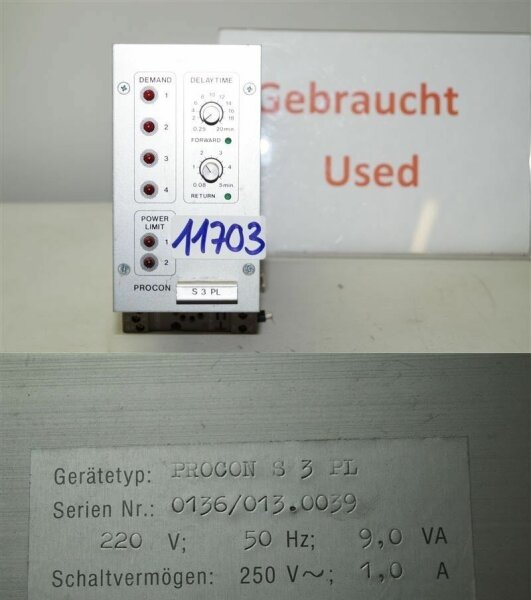 DEMAND
1
2
3
4
POWER
LIMIT
1
2
PROCON
DELAYTIME
8 10 12
6 14
4 16
2 18
0.25 20min
FORWARD
2 3
1 4
0.08 5min
RETURN
S 3 PL
11703
Gebraucht
Used
Gerätetyp: PROCON S 3 PL
Serien Nr.: 0136/013.0039
220 V; 50 Hz; 9,0 VA
Schaltvermögen: 250 V~; 1,0 A